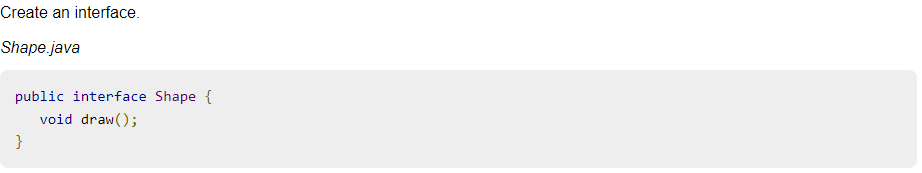 Create an interface.
Shape.java
public interface Shape {
   void draw();
}